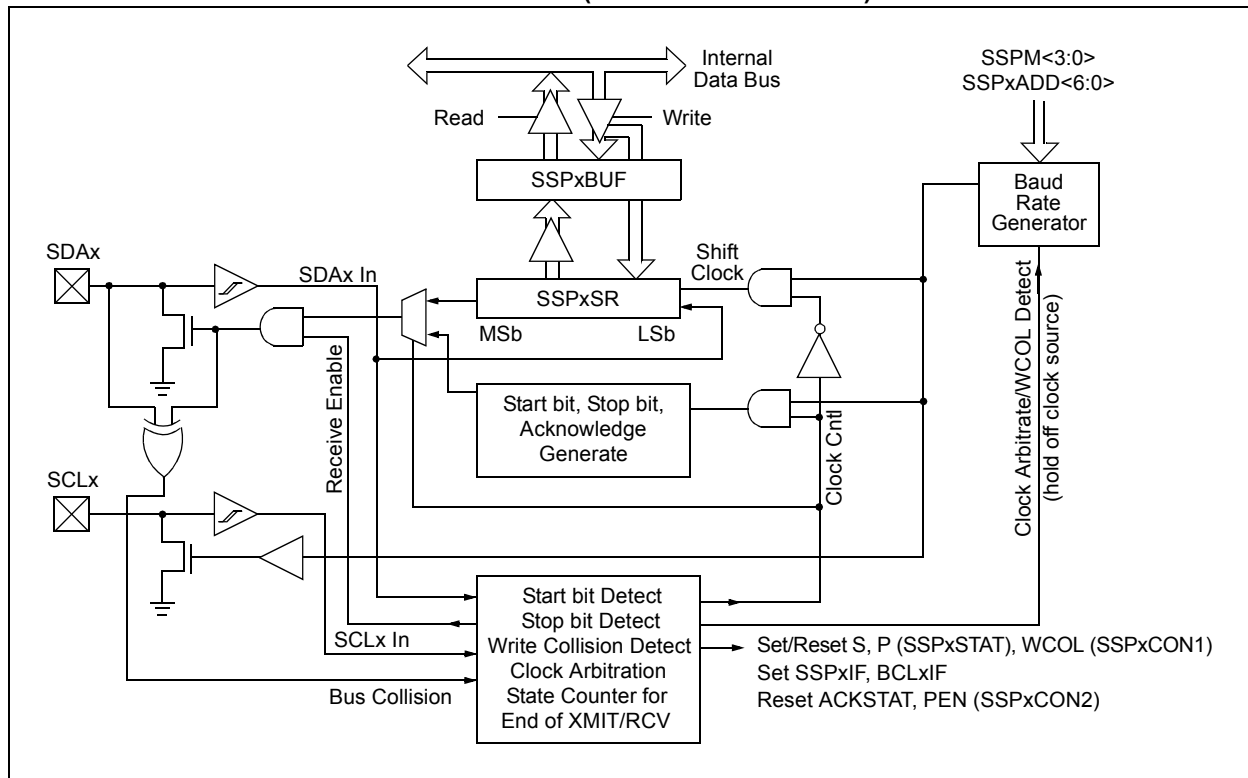 Internal
Data Bus
SSPM<3:0>
SSPxADD<6:0>
Read
Write
SSPxBUF
Baud
Rate
Generator
SDAx
SDAx In
Shift
Clock
SSPxSR
MSb
LSb
Receive Enable
Start bit, Stop bit,
Acknowledge
Generate
Clock Cntl
Clock Arbitrate/WCOL Detect
(hold off clock source)
SCLx
SCLx In
Bus Collision
Start bit Detect
Stop bit Detect
Write Collision Detect
Clock Arbitration
State Counter for
End of XMIT/RCV
Set/Reset S, P (SSPxSTAT), WCOL (SSPxCON1)
Set SSPxIF, BCLxIF
Reset ACKSTAT, PEN (SSPxCON2)